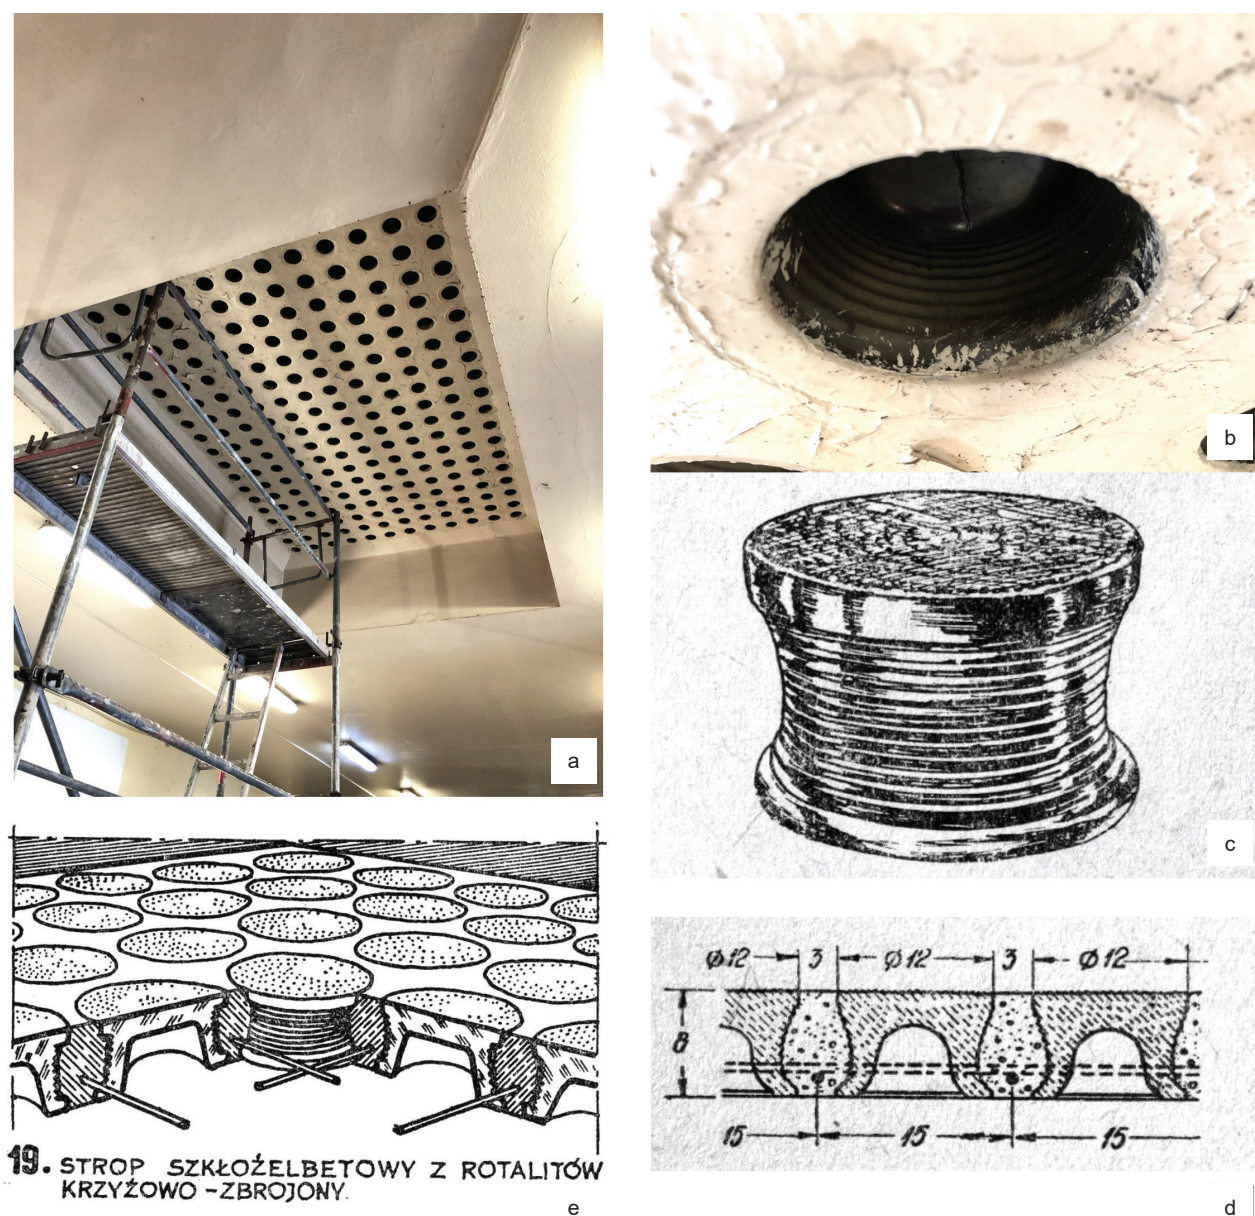 a
b
c
Ø12 3 Ø12 3 Ø12
8
15 15 15
d
19. STROP SZKŁOŻELBETOWY Z ROTALITÓW
KRZYŻOWO-ZBROJONY.
e